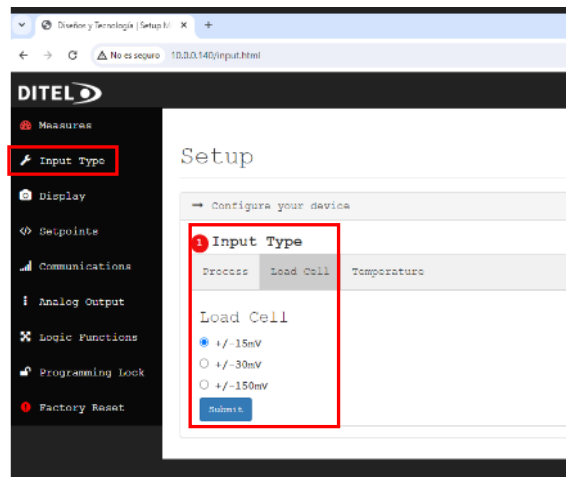 Diseños y Tecnología | Setup M
No es seguro 10.0.0.140/input.html
DITEL
Measures
Input Type
Display
Setpoints
Communications
Analog Output
Logic Functions
Programming Lock
Factory Reset
Setup
Configure your device
1 Input Type
Process Load Cell Temperature
Load Cell
+/-15mV
+/-30mV
+/-150mV
Submit